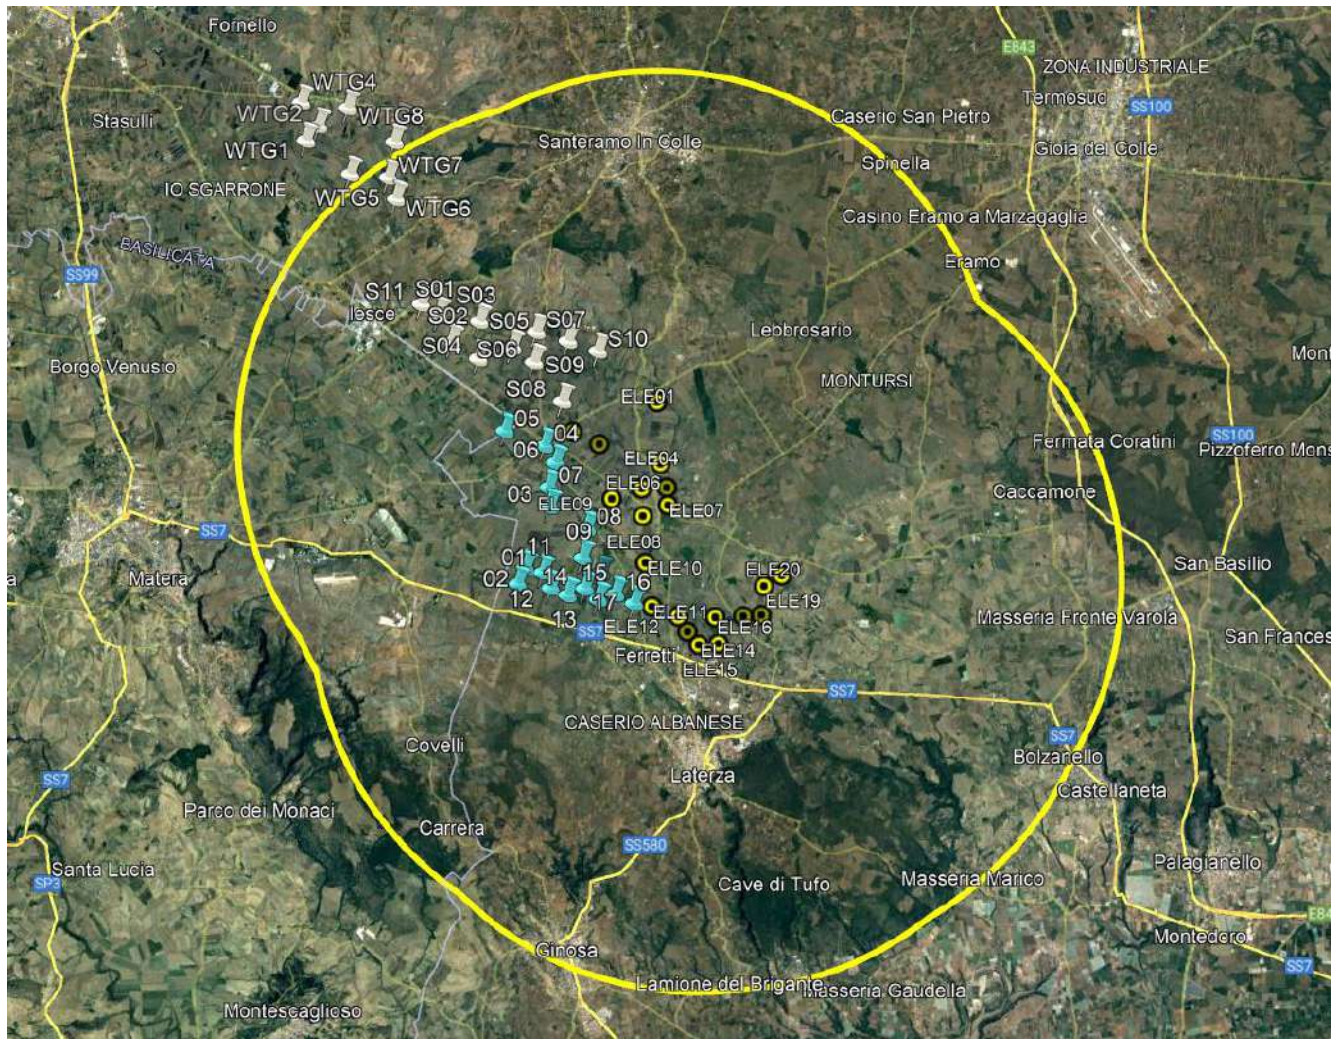 Fornello
E843
ZONA INDUSTRIALE
WTG4
Termosud
SS100
WTG2
WTG8
Stasulli
Caserio San Pietro
Santeramo In Colle
WTG1
Gioia del Colle
Spinella
WTG7
IO SGARRONE
WTG5
WTG6
Casino Eramo a Marzagaglia
BASILICATA
Eramo
SS99
S11
S01
S03
Iesce
S02
S05
S07
Lebbrosario
S04
S06
S10
Borgo Venusio
S09
MONTURSI
S08
ELE01
05
04
SS100
Fermata Coratini
Pizzoferro Mons
06
ELE04
07
ELE06
03
ELE09
Caccamone
08
ELE07
SS7
09
ELE08
11
01
San Basilio
Matera
02
14
15
16
ELE10
ELE20
12
17
ELE19
13
ELE11
Masseria Fronte Varola
SS7
ELE12
ELE16
San Frances
Ferretti
ELE14
ELE15
SS7
CASERIO ALBANESE
SS7
Covelli
Bolzanello
SS7
Laterza
Castellaneta
Parco dei Monaci
Carrera
SS580
Santa Lucia
Palagianello
SP3
Cave di Tufo
Masseria Marico
Ginosa
Montedoro
SS7
Lamione del Brigante
Masseria Gaudella
Montescaglioso